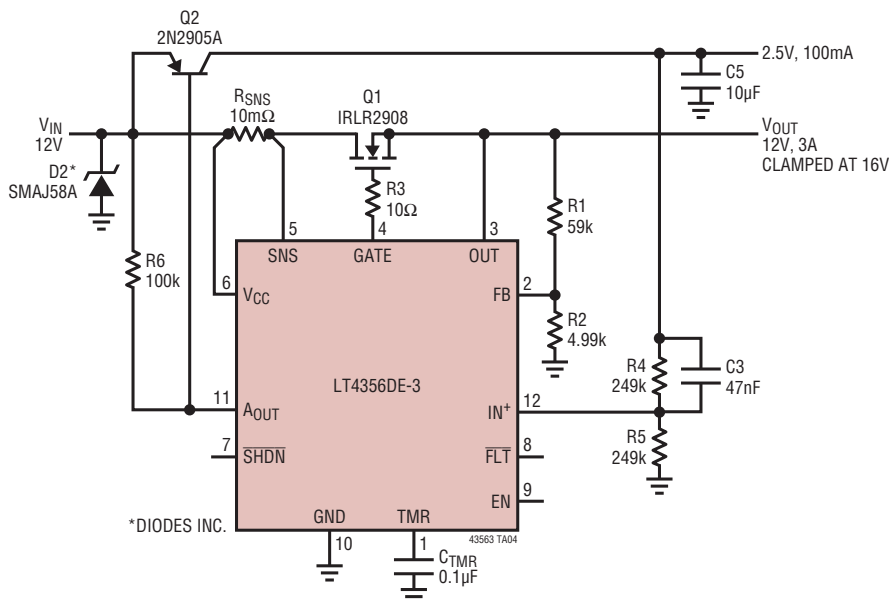 Q2
2N2905A
2.5V, 100mA
C5
10µF
VIN
12V
RSNS
10mΩ
Q1
IRLR2908
VOUT
12V, 3A
CLAMPED AT 16V
D2*
SMAJ58A
R3
10Ω
R1
59k
5
4
3
SNS
GATE
OUT
R6
100k
6
VCC
FB
2
R2
4.99k
LT4356DE-3
R4
249k
C3
47nF
11
AOUT
IN+
12
R5
249k
7
SHDN
FLT
8
EN
9
*DIODES INC.
GND
TMR
43563 TA04
10
1
CTMR
0.1µF